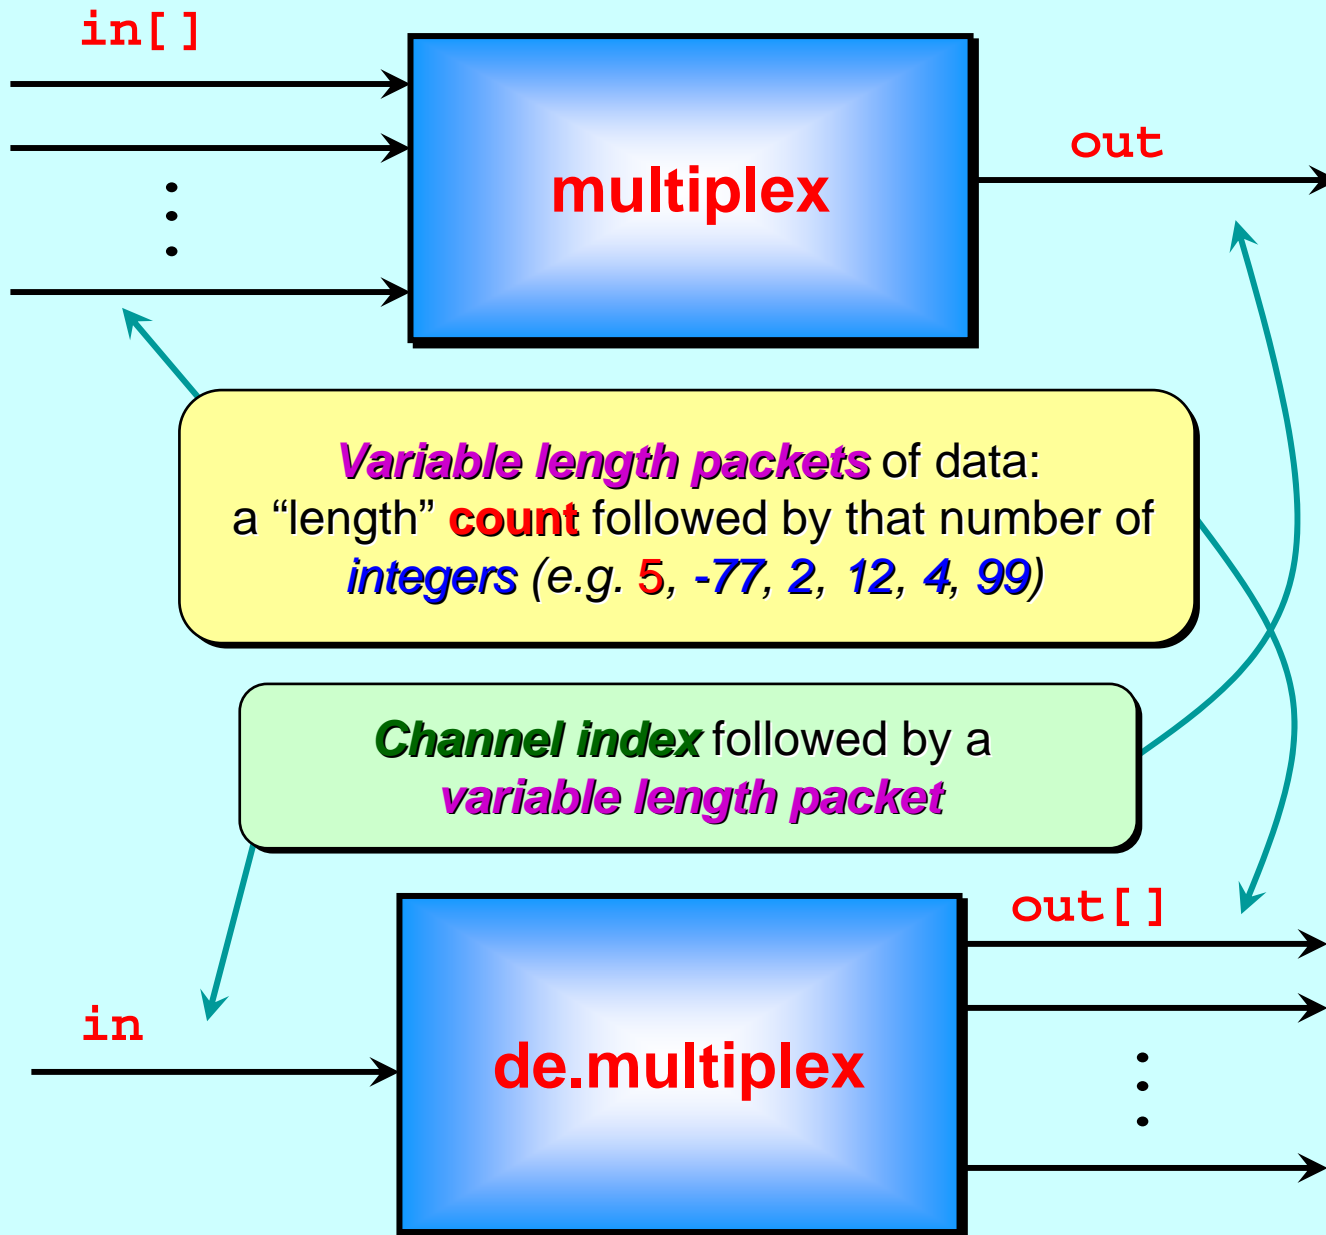 in[]
out
multiplex
Variable length packets of data:
a “length” count followed by that number of
integers (e.g. 5, -77, 2, 12, 4, 99)
Channel index followed by a
variable length packet
out[]
in
de.multiplex